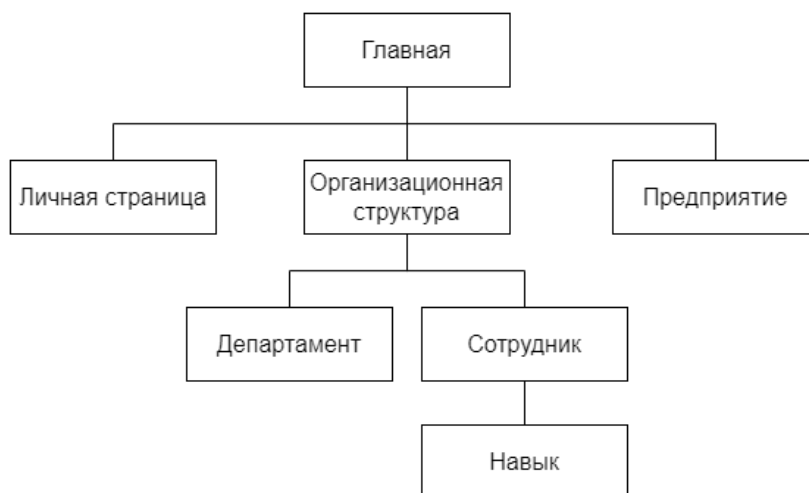 Главная
Личная страница
Организационная
структура
Предприятие
Департамент
Сотрудник
Навык